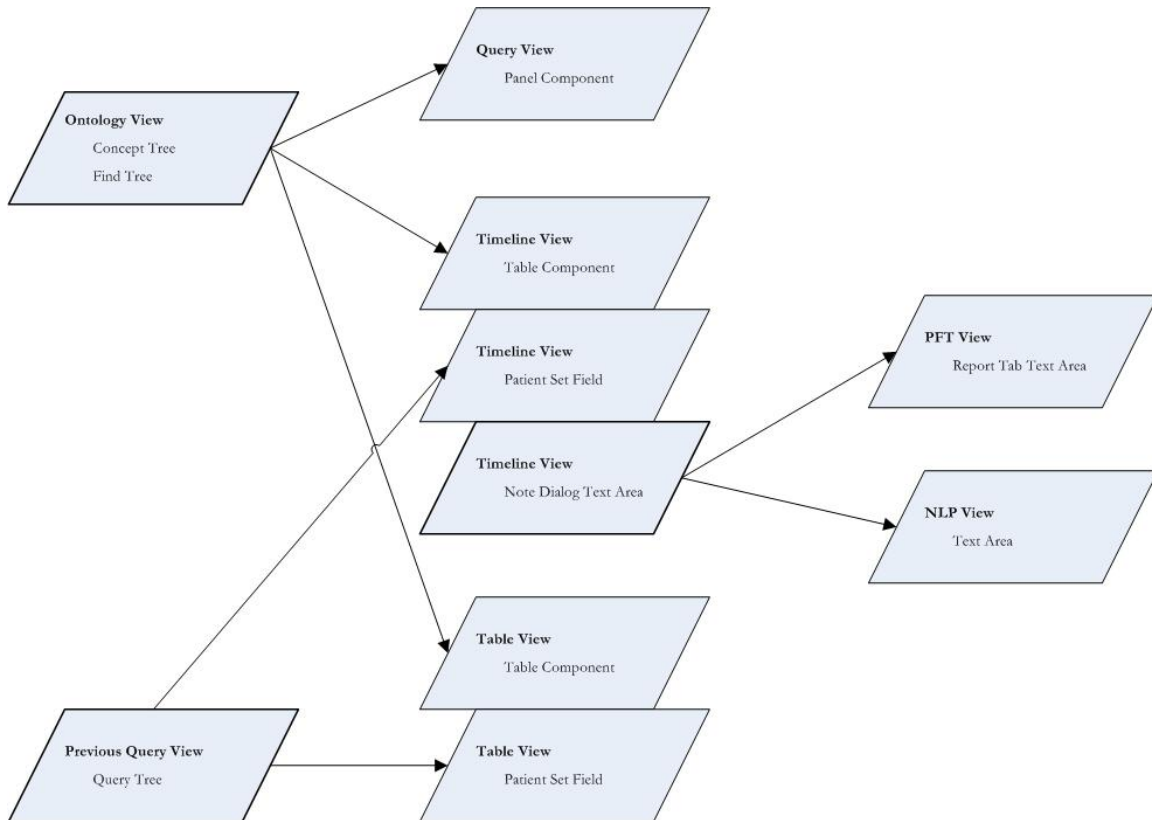 Query View
Panel Component
Ontology View
Concept Tree
Find Tree
Timeline View
Table Component
Timeline View
Patient Set Field
PFT View
Report Tab Text Area
Timeline View
Note Dialog Text Area
NLP View
Text Area
Table View
Table Component
Previous Query View
Query Tree
Table View
Patient Set Field